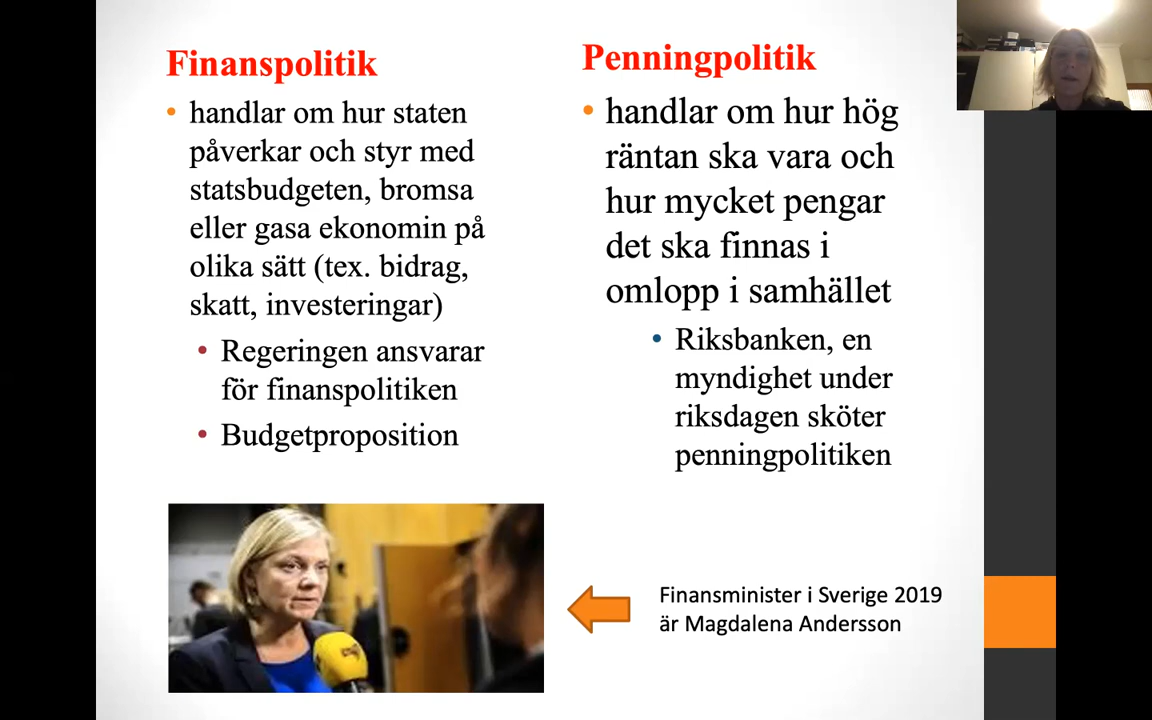 Finanspolitik
• handlar om hur staten
påverkar och styr med
statsbudgeten, bromsa
eller gasa ekonomin på
olika sätt (tex. bidrag,
skatt, investeringar)
• Regeringen ansvarar
för finanspolitiken
• Budgetproposition
Penningpolitik
• handlar om hur hög
räntan ska vara och
hur mycket pengar
det ska finnas i
omlopp i samhället
• Riksbanken, en
myndighet under
riksdagen sköter
penningpolitiken
Finansminister i Sverige 2019
är Magdalena Andersson